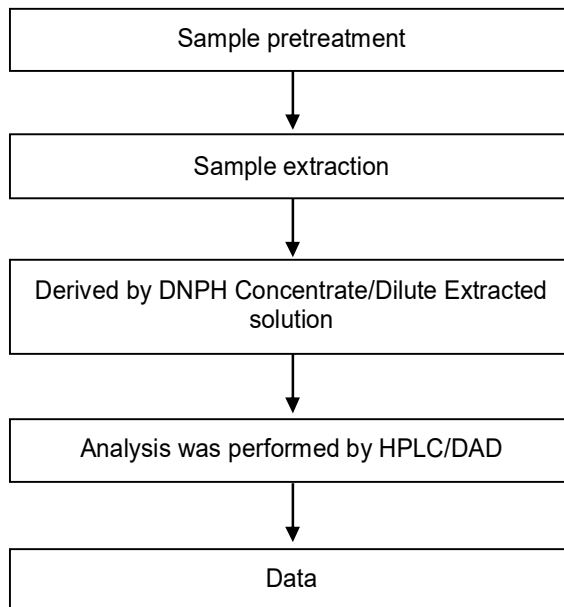 Sample pretreatment
Sample extraction
Derived by DNPH Concentrate/Dilute Extracted
solution
Analysis was performed by HPLC/DAD
Data